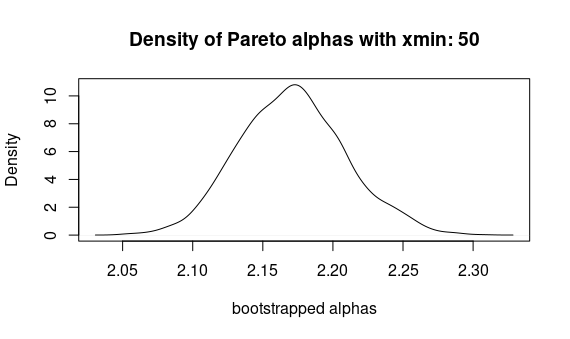 Density of Pareto alphas with xmin: 50
Density
0
2
4
6
8
10
2.05 2.10 2.15 2.20 2.25 2.30
bootstrapped alphas